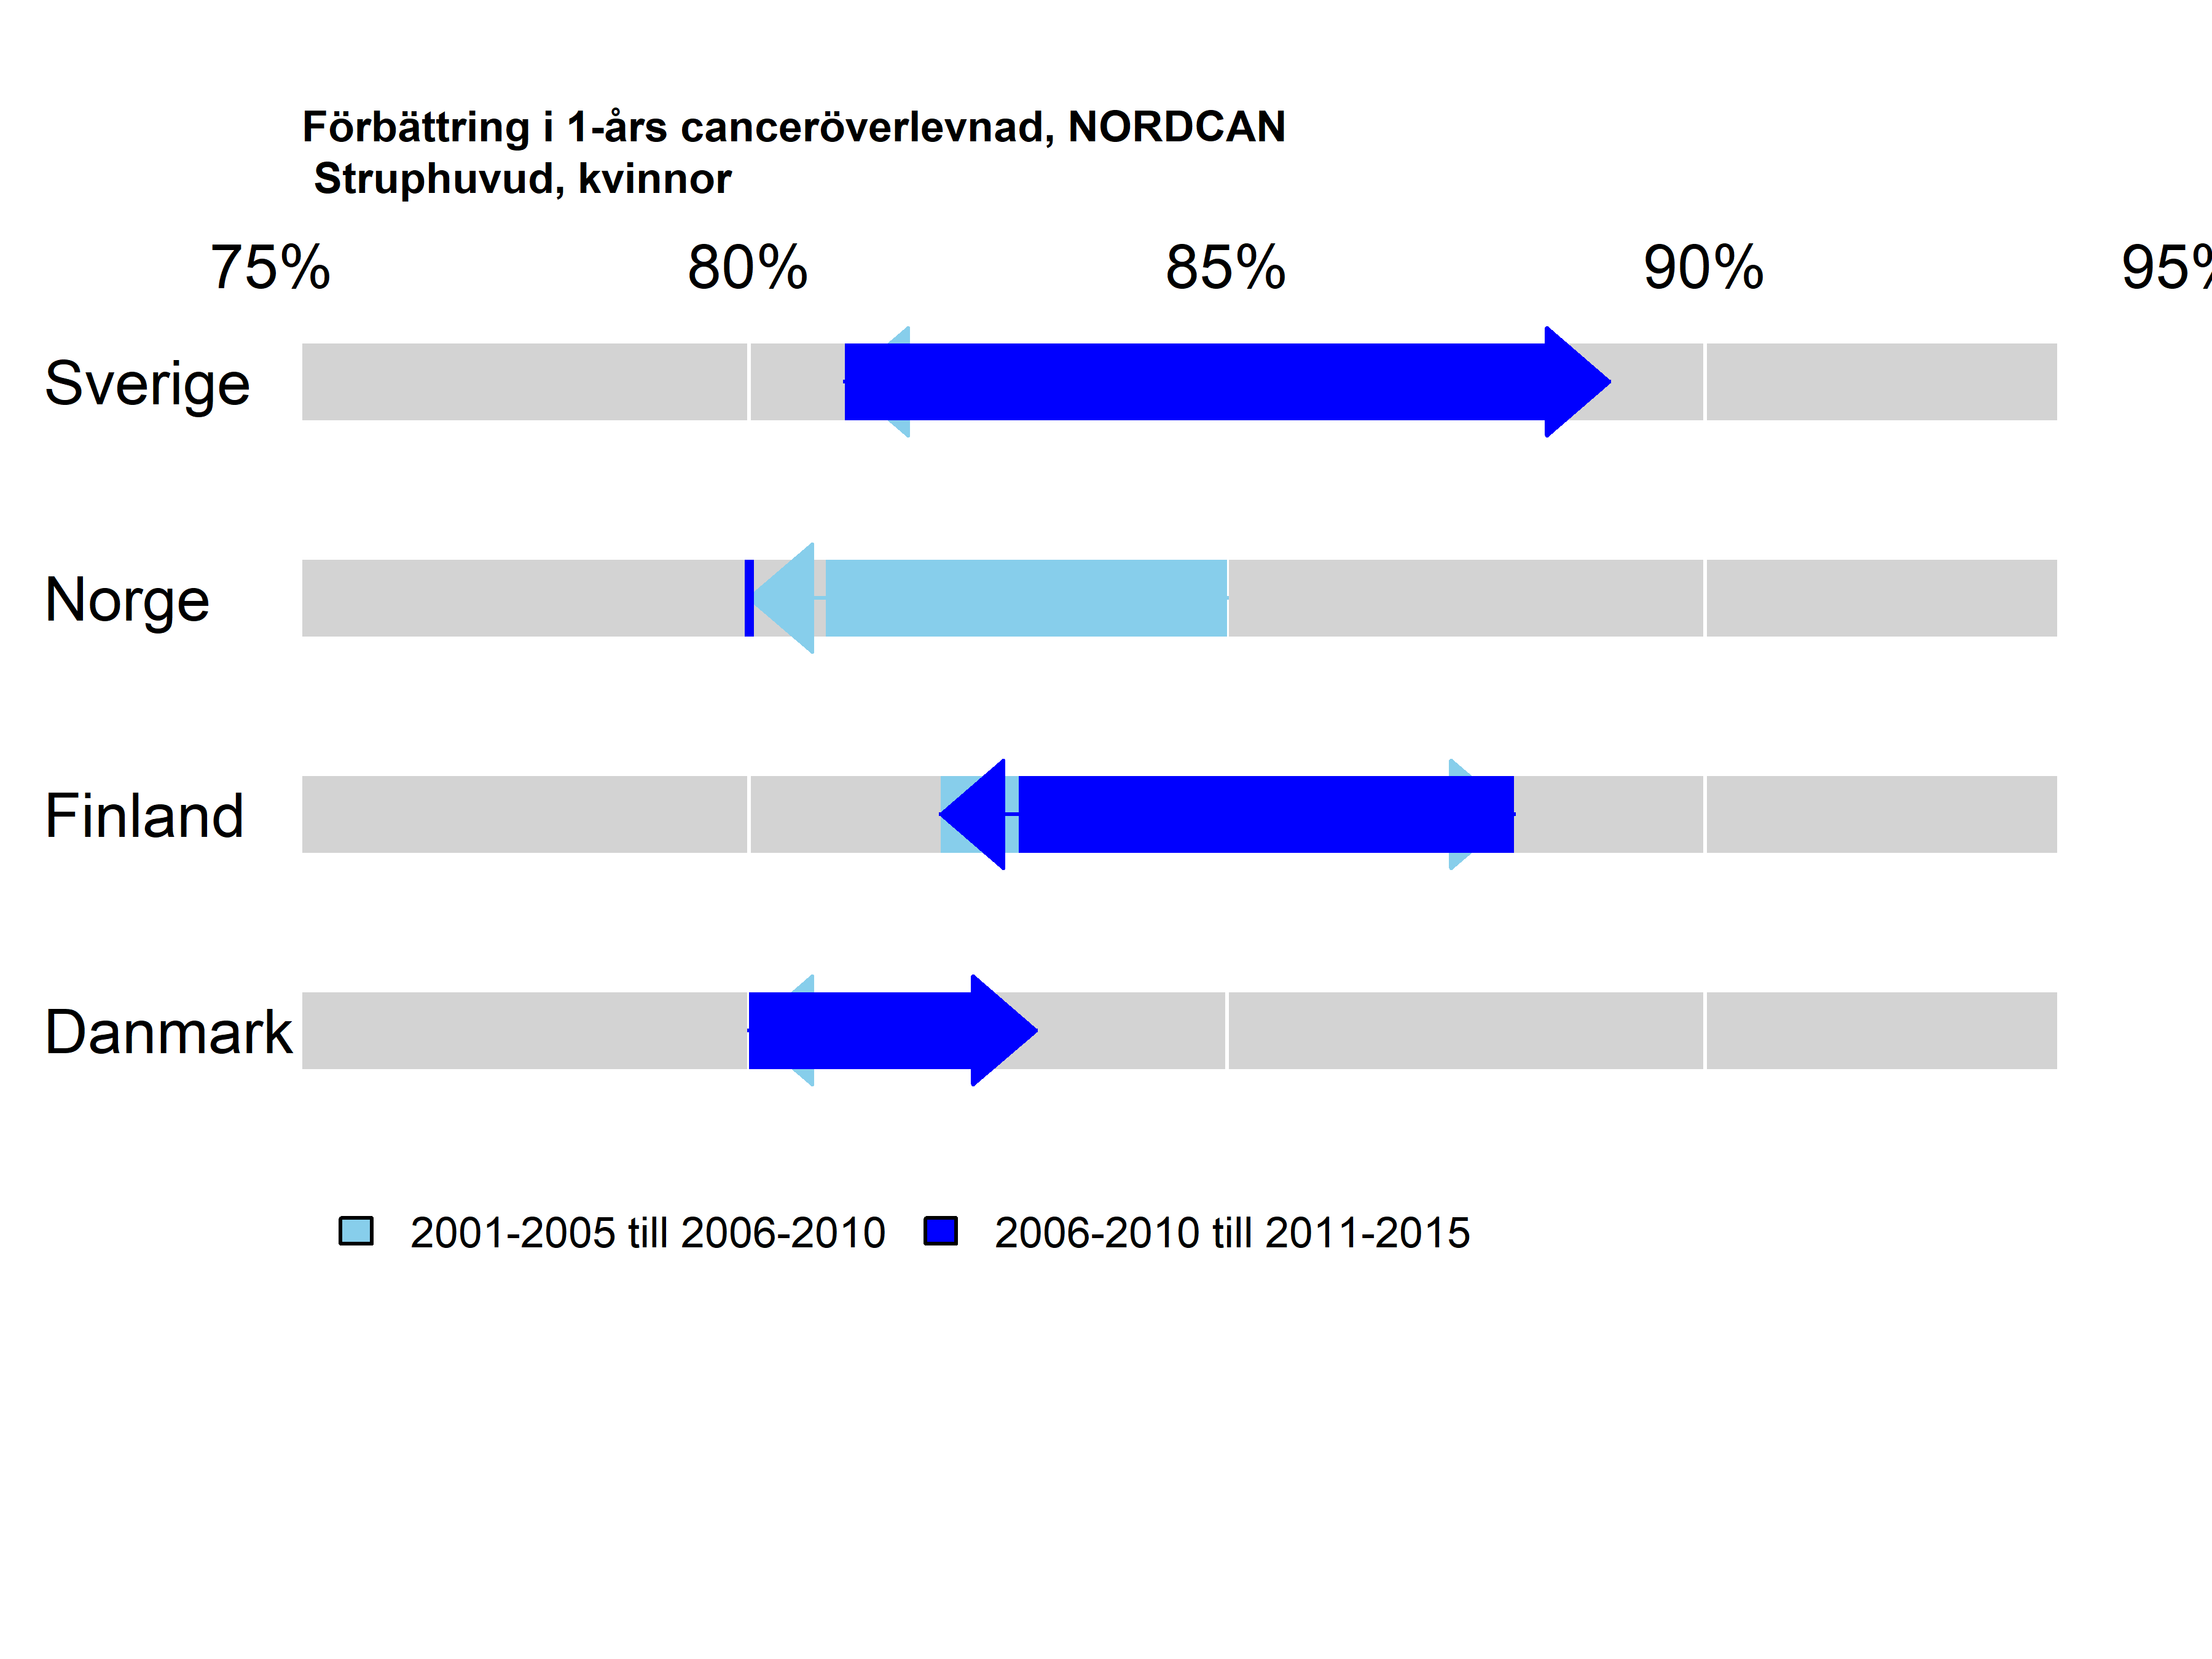 Förbättring i 1-års canceröverlevnad, NORDCAN
Struphuvud, kvinnor
75% 80% 85% 90% 95%
Sverige
Norge
Finland
Danmark
2001-2005 till 2006-2010 2006-2010 till 2011-2015